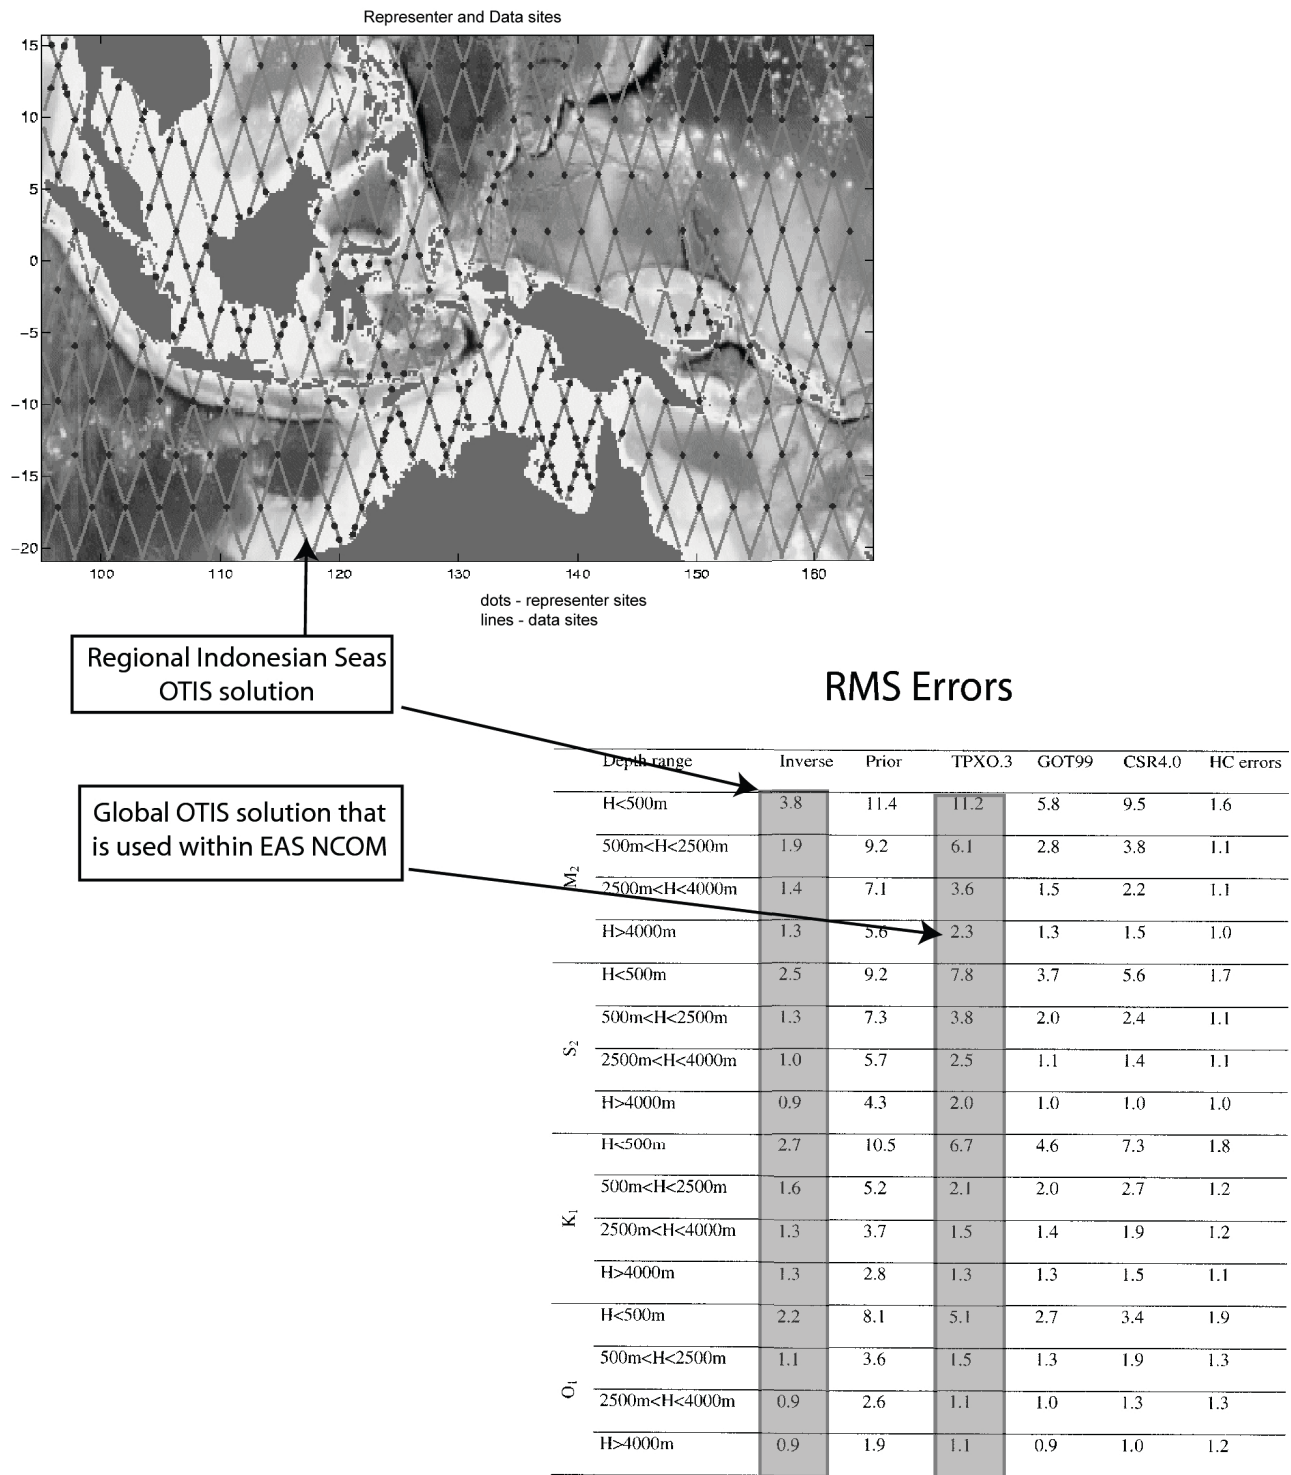 Representer and Data sites
15
10
5
0
−5
−10
−15
−20
100 110 120 130 140 150 160
dots - representer sites
lines - data sites
Regional Indonesian Seas
OTIS solution
RMS Errors
Global OTIS solution that
is used within EAS NCOM
Depth range Inverse Prior TPXO.3 GOT99 CSR4.0 HC errors
M2
H<500m 3.8 11.4 11.2 5.8 9.5 1.6
500m<H<2500m 1.9 9.2 6.1 2.8 3.8 1.1
2500m<H<4000m 1.4 7.1 3.6 1.5 2.2 1.1
H>4000m 1.3 5.6 2.3 1.3 1.5 1.0
S2
H<500m 2.5 9.2 7.8 3.7 5.6 1.7
500m<H<2500m 1.3 7.3 3.8 2.0 2.4 1.1
2500m<H<4000m 1.0 5.7 2.5 1.1 1.4 1.1
H>4000m 0.9 4.3 2.0 1.0 1.0 1.0
K1
H<500m 2.7 10.5 6.7 4.6 7.3 1.8
500m<H<2500m 1.6 5.2 2.1 2.0 2.7 1.2
2500m<H<4000m 1.3 3.7 1.5 1.4 1.9 1.2
H>4000m 1.3 2.8 1.3 1.3 1.5 1.1
O1
H<500m 2.2 8.1 5.1 2.7 3.4 1.9
500m<H<2500m 1.1 3.6 1.5 1.3 1.9 1.3
2500m<H<4000m 0.9 2.6 1.1 1.0 1.3 1.3
H>4000m 0.9 1.9 1.1 0.9 1.0 1.2